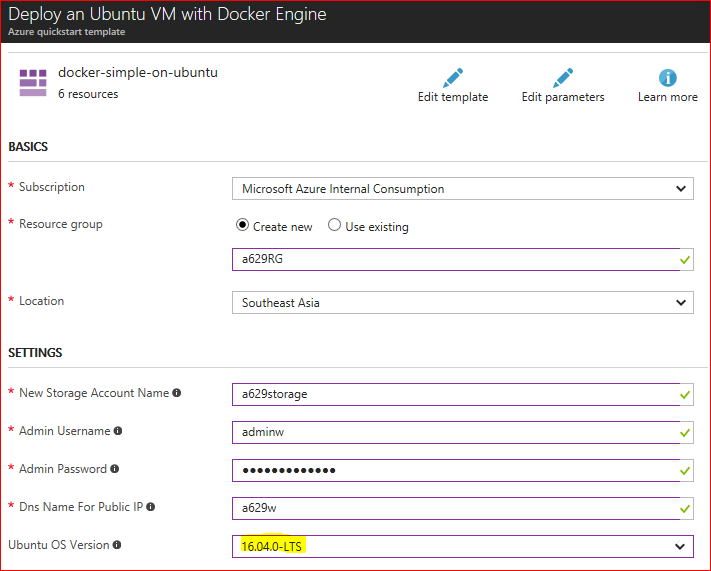 Deploy an Ubuntu VM with Docker Engine
Azure quickstart template
docker-simple-on-ubuntu
6 resources
Edit template
Edit parameters
Learn more
BASICS
* Subscription
Microsoft Azure Internal Consumption
* Resource group
Create new
Use existing
a629RG
* Location
Southeast Asia
SETTINGS
* New Storage Account Name
a629storage
* Admin Username
adminw
* Admin Password
•••••••••••••
* Dns Name For Public IP
a629w
Ubuntu OS Version
16.04.0-LTS